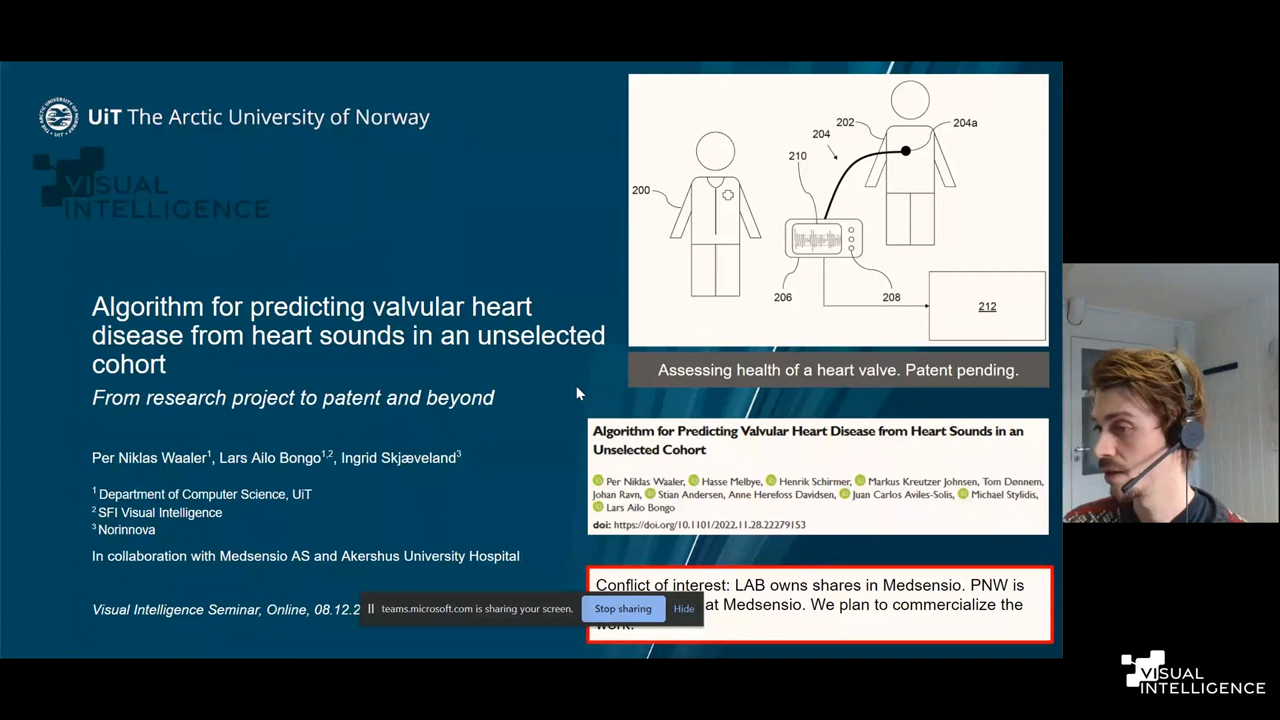 UiT The Arctic University of Norway
VISUAL
INTELLIGENCE
Algorithm for predicting valvular heart
disease from heart sounds in an unselected
cohort
From research project to patent and beyond
Per Niklas Waaler1, Lars Ailo Bongo1,2, Ingrid Skjæveland3
1 Department of Computer Science, UiT
2 SFI Visual Intelligence
3 Norinnova
In collaboration with Medsensio AS and Akershus University Hospital
Visual Intelligence Seminar, Online, 08.12.2
200
210
204
202
204a
206
208
212
Assessing health of a heart valve. Patent pending.
Algorithm for Predicting Valvular Heart Disease from Heart Sounds in an
Unselected Cohort
Per Niklas Waaler, Hasse Melbye, Henrik Schirmer, Markus Kreutzer Johnsen, Tom Dønnem,
Johan Ravn, Stian Andersen, Anne Herefoss Davidsen, Juan Carlos Aviles-Solis, Michael Stylidis,
Lars Ailo Bongo
doi: https://doi.org/10.1101/2022.11.28.22279153
Conflict of interest: LAB owns shares in Medsensio. PNW is
at Medsensio. We plan to commercialize the
teams.microsoft.com is sharing your screen.
Stop sharing
Hide
VISUAL
INTELLIGENCE